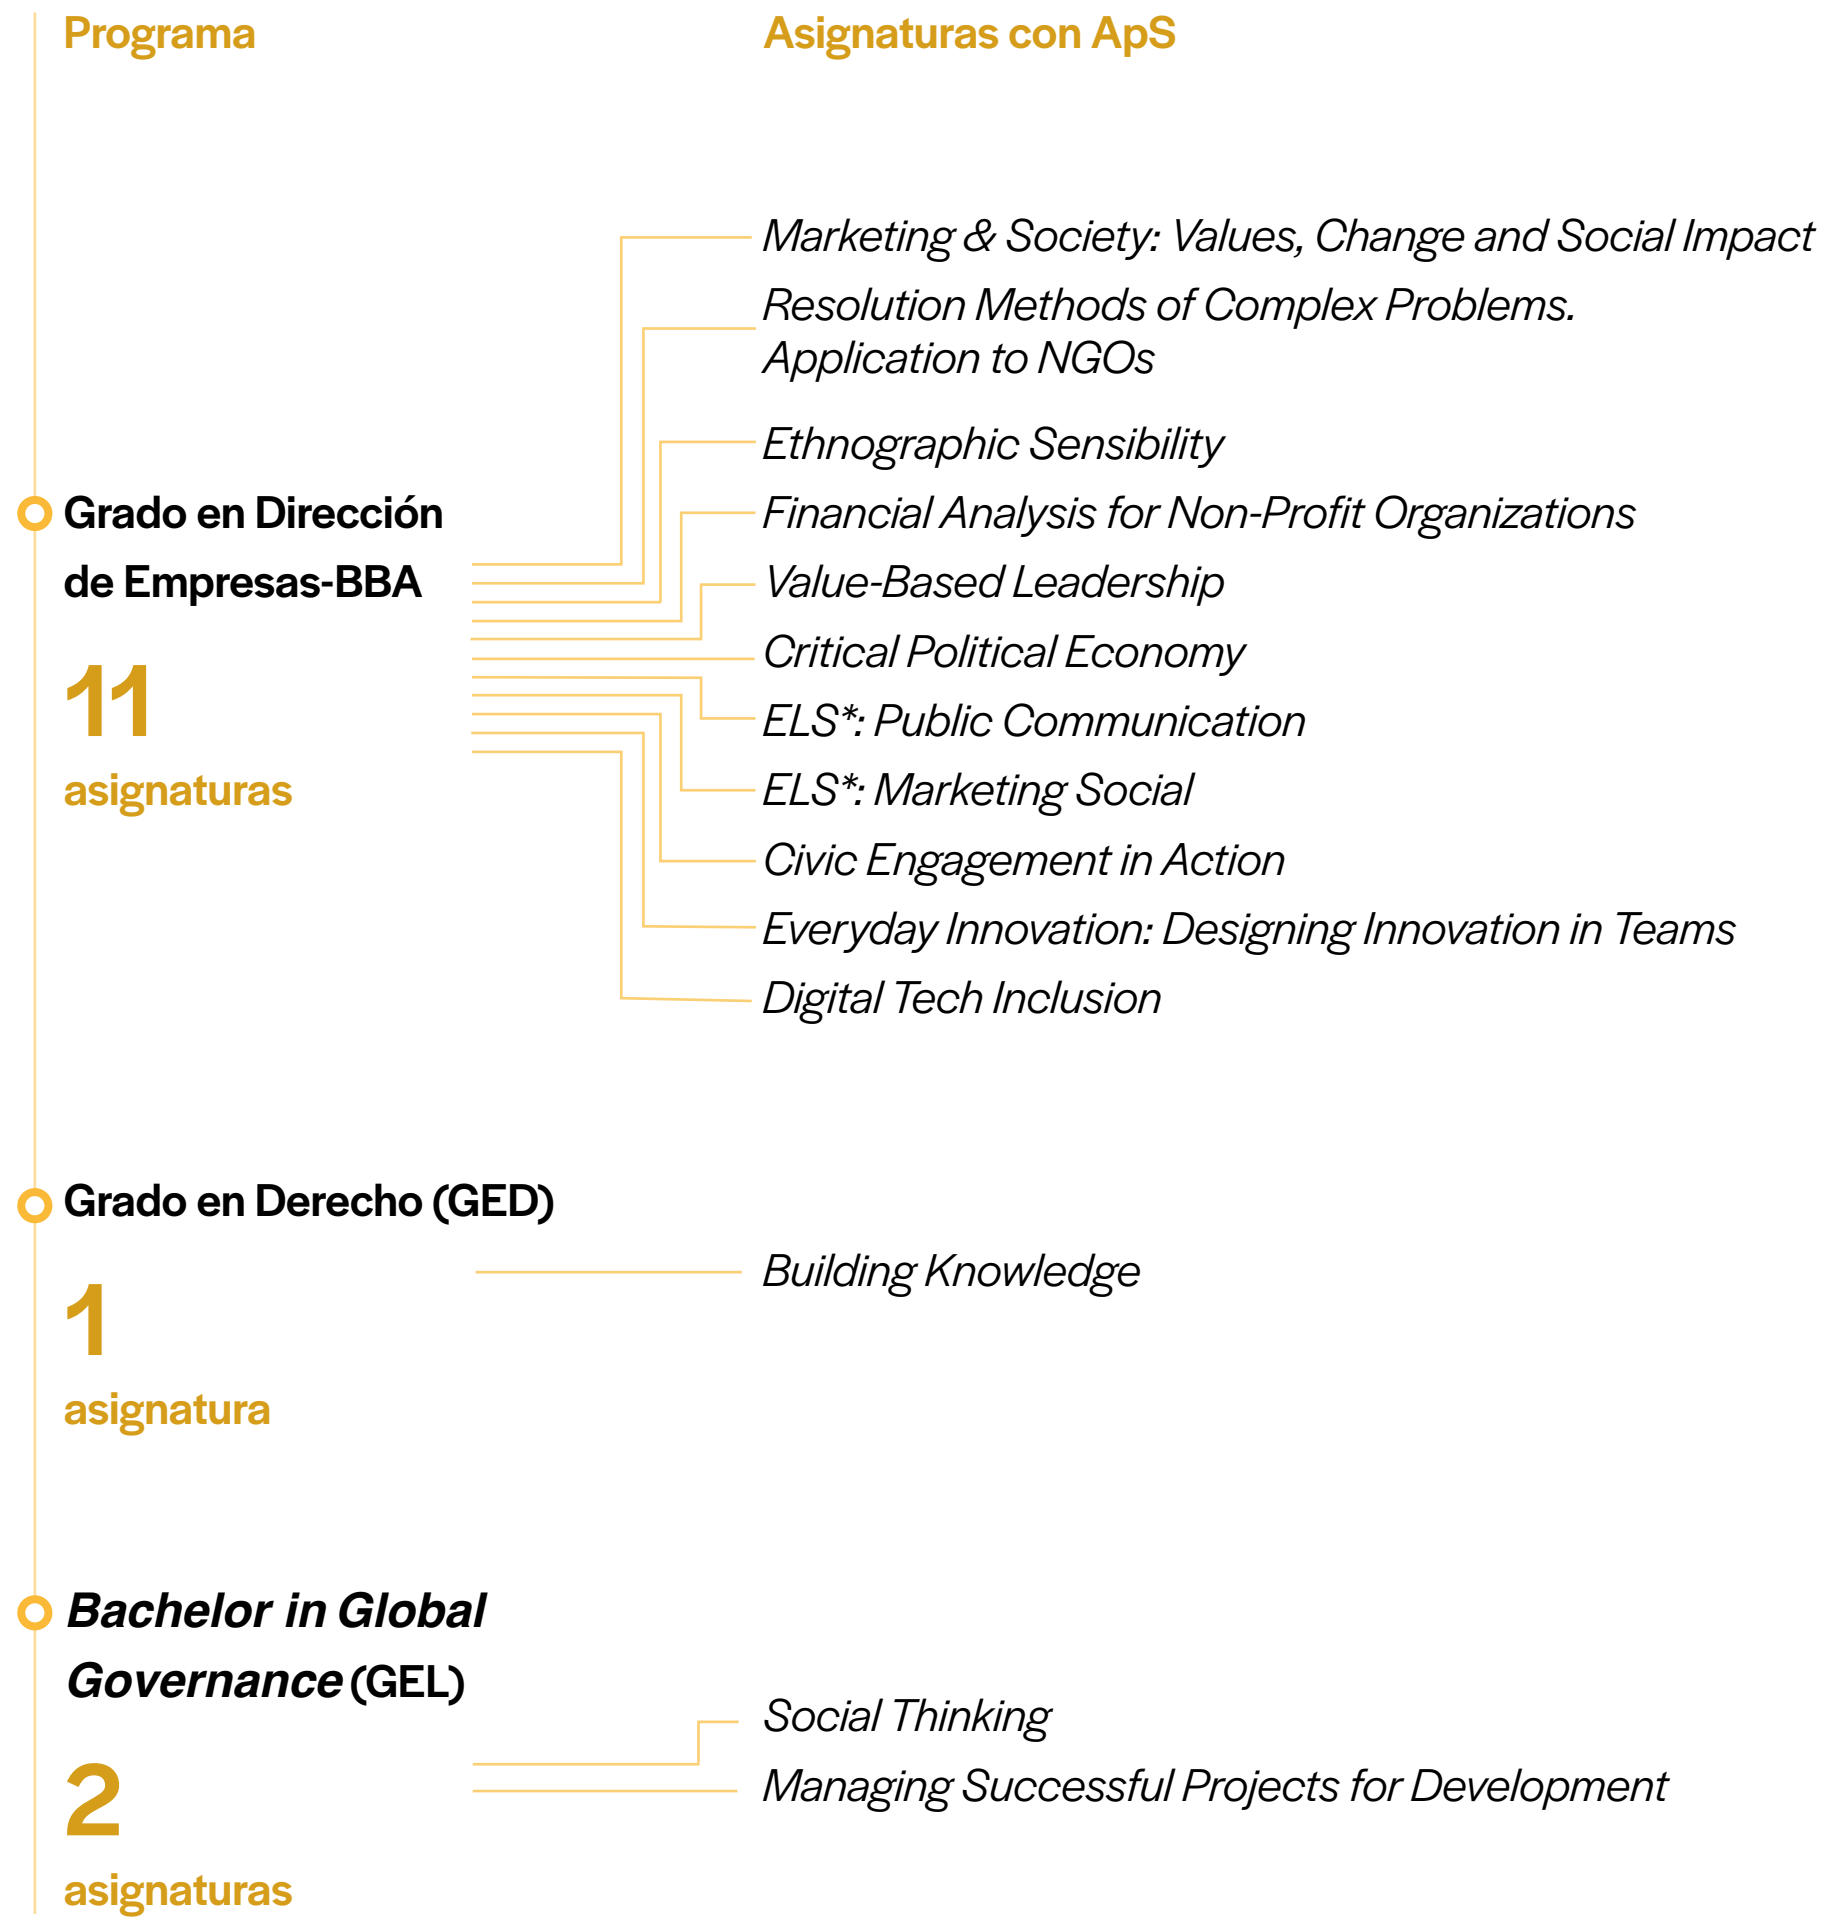 Programa
Asignaturas con ApS
Grado en Dirección
de Empresas-BBA
11
asignaturas
Marketing & Society: Values, Change and Social Impact
Resolution Methods of Complex Problems.
Application to NGOs
Ethnographic Sensibility
Financial Analysis for Non-Profit Organizations
Value-Based Leadership
Critical Political Economy
ELS*: Public Communication
ELS*: Marketing Social
Civic Engagement in Action
Everyday Innovation: Designing Innovation in Teams
Digital Tech Inclusion
Grado en Derecho (GED)
1
asignatura
Building Knowledge
Bachelor in Global
Governance (GEL)
2
asignaturas
Social Thinking
Managing Successful Projects for Development